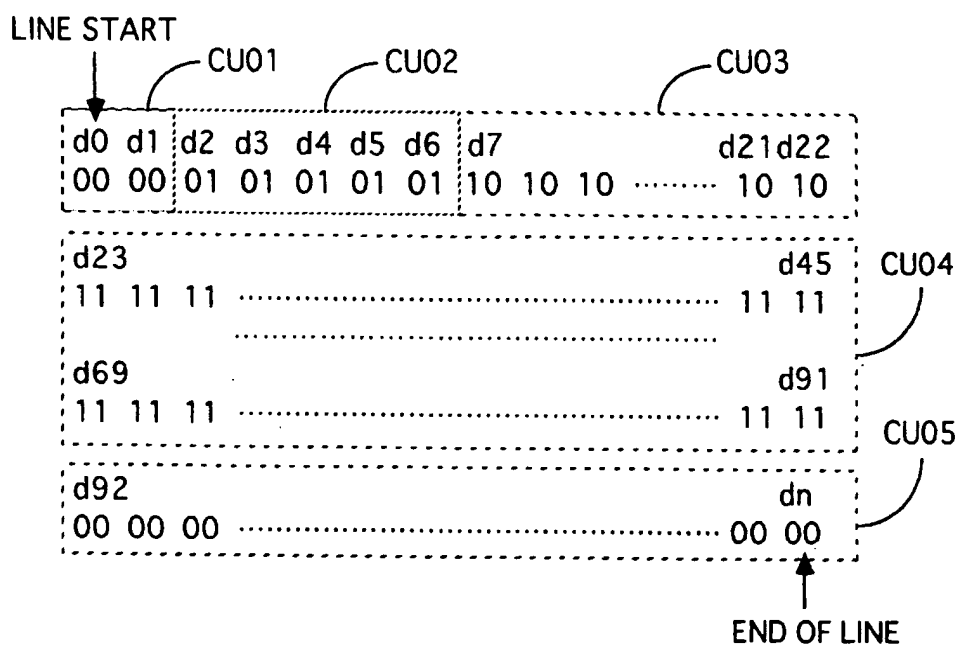 LINE START
CU01 CU02 CU03
d0 d1 d2 d3 d4 d5 d6 d7 d21 d22
00 00 01 01 01 01 01 10 10 10 ......... 10 10
d23 d45 CU04
11 11 11 ................................................ 11 11
................................................
d69 d91
11 11 11 ................................................ 11 11
CU05
d92 dn
00 00 00 ................................................ 00 00
END OF LINE